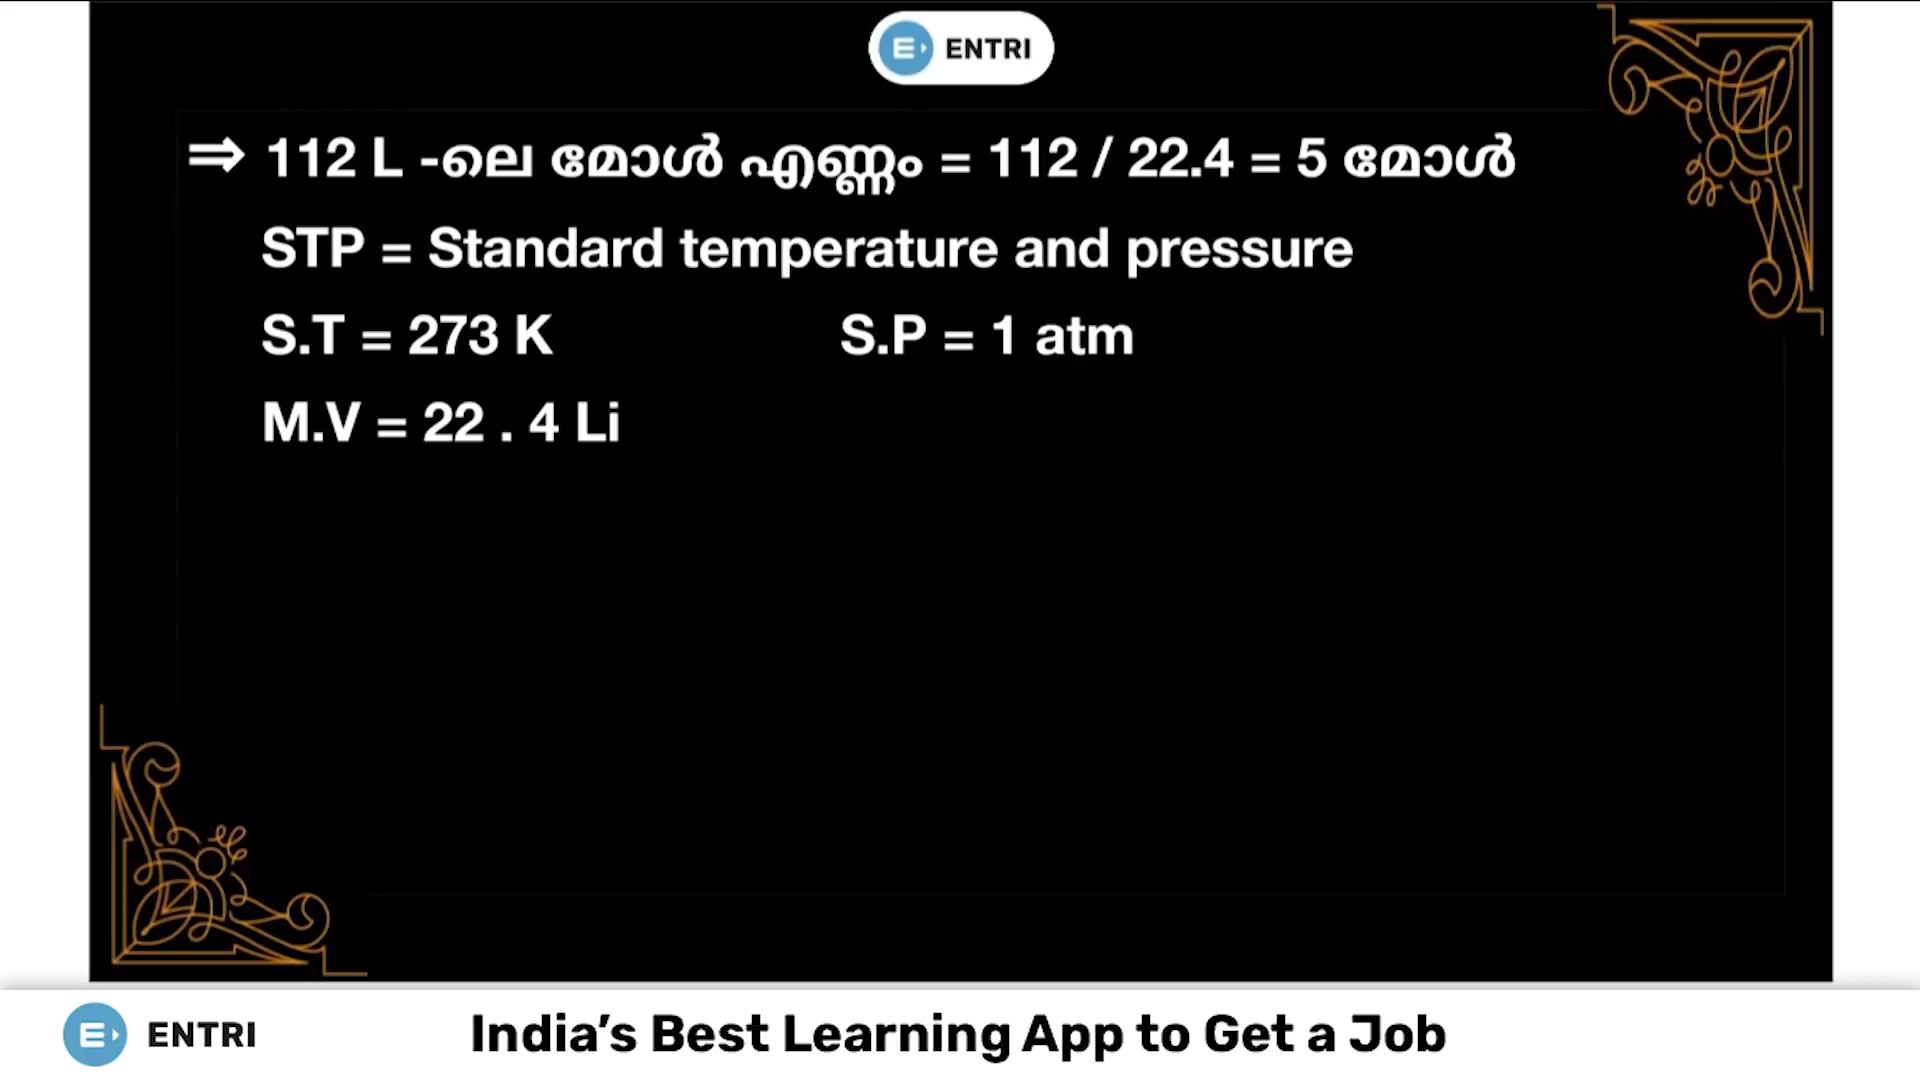 ENTRI
⇒ 112 L -ലെ മോൾ എണ്ണം = 112 / 22.4 = 5 മോൾ
STP = Standard temperature and pressure
S.T = 273 K S.P = 1 atm
M.V = 22 . 4 Li
ENTRI India’s Best Learning App to Get a Job